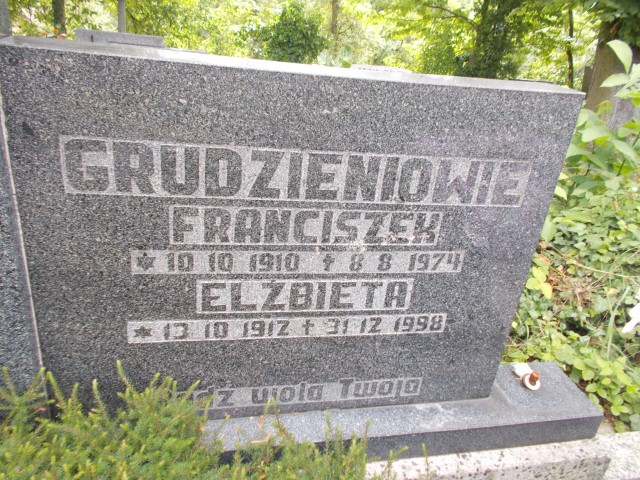 GRUDZIENIOWIE
FRANCISZEK
* 10 10 1910 † 8 8 1974
ELŻBIETA
* 13 10 1912 † 31 12 1998
wola Twoja